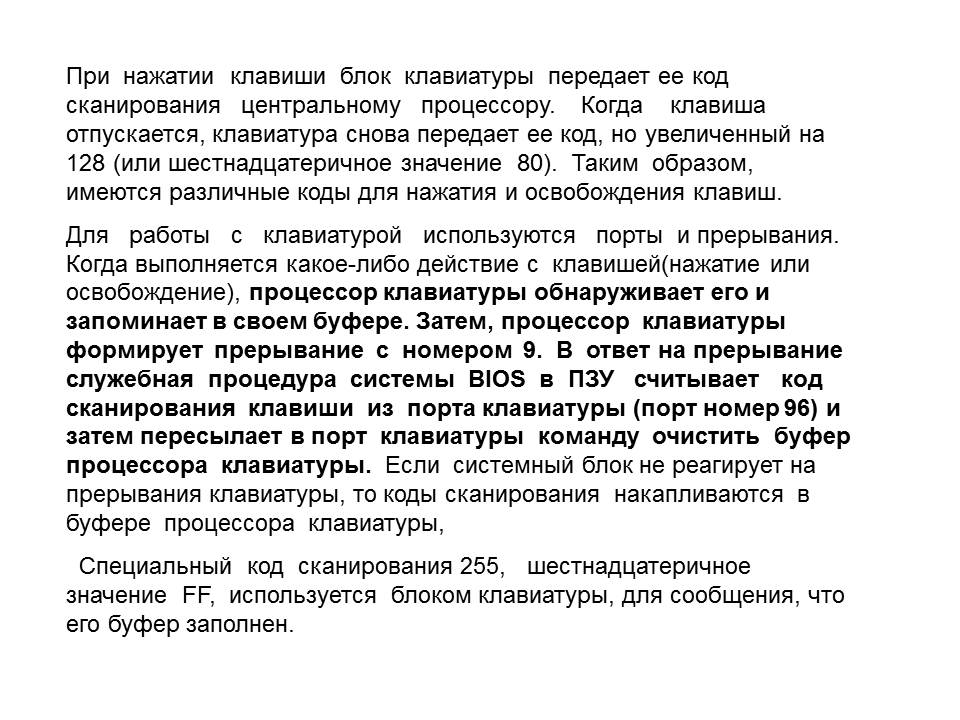 При нажатии клавиши блок клавиатуры передает ее код
сканирования центральному процессору. Когда клавиша
отпускается, клавиатура снова передает ее код, но увеличенный на
128 (или шестнадцатеричное значение 80). Таким образом,
имеются различные коды для нажатия и освобождения клавиш.
Для работы с клавиатурой используются порты и прерывания.
Когда выполняется какое-либо действие с клавишей(нажатие или
освобождение), процессор клавиатуры обнаруживает его и
запоминает в своем буфере. Затем, процессор клавиатуры
формирует прерывание с номером 9. В ответ на прерывание
служебная процедура системы BIOS в ПЗУ считывает код
сканирования клавиши из порта клавиатуры (порт номер 96) и
затем пересылает в порт клавиатуры команду очистить буфер
процессора клавиатуры. Если системный блок не реагирует на
прерывания клавиатуры, то коды сканирования накапливаются в
буфере процессора клавиатуры,
Специальный код сканирования 255, шестнадцатеричное
значение FF, используется блоком клавиатуры, для сообщения, что
его буфер заполнен.